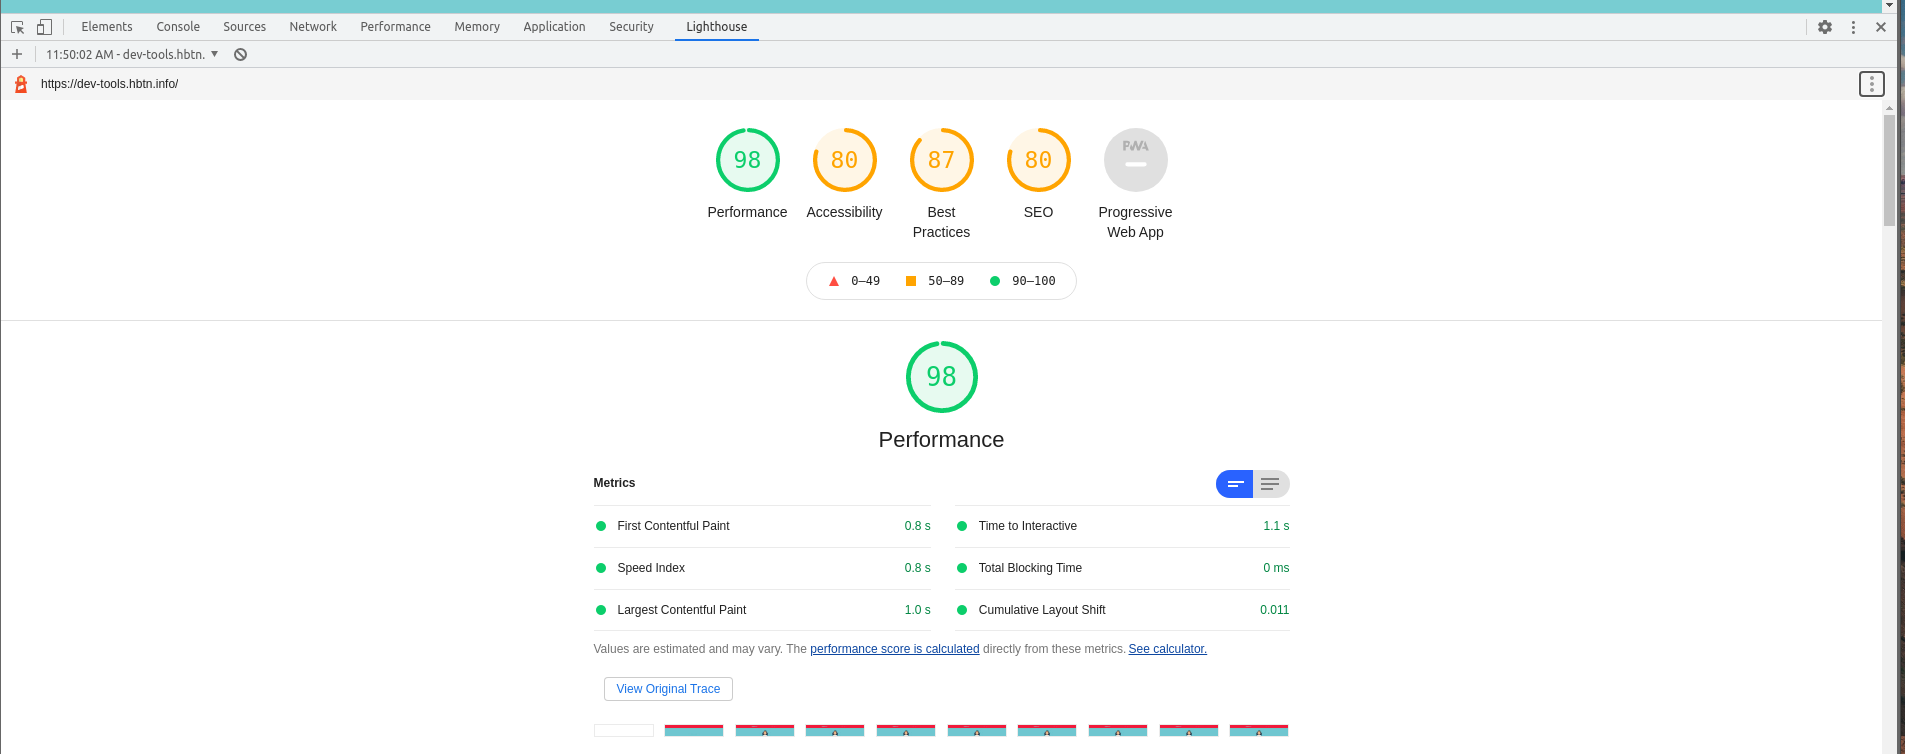 Elements Console Sources Network Performance Memory Application Security Lighthouse
11:50:02 AM - dev-tools.hbtn.
https://dev-tools.hbtn.info/
98 80 87 80 PWA
Performance Accessibility Best Practices SEO Progressive Web App
0–49 50–89 90–100
98
Performance
Metrics
First Contentful Paint 0.8 s
Time to Interactive 1.1 s
Speed Index 0.8 s
Total Blocking Time 0 ms
Largest Contentful Paint 1.0 s
Cumulative Layout Shift 0.011
Values are estimated and may vary. The performance score is calculated directly from these metrics. See calculator.
View Original Trace